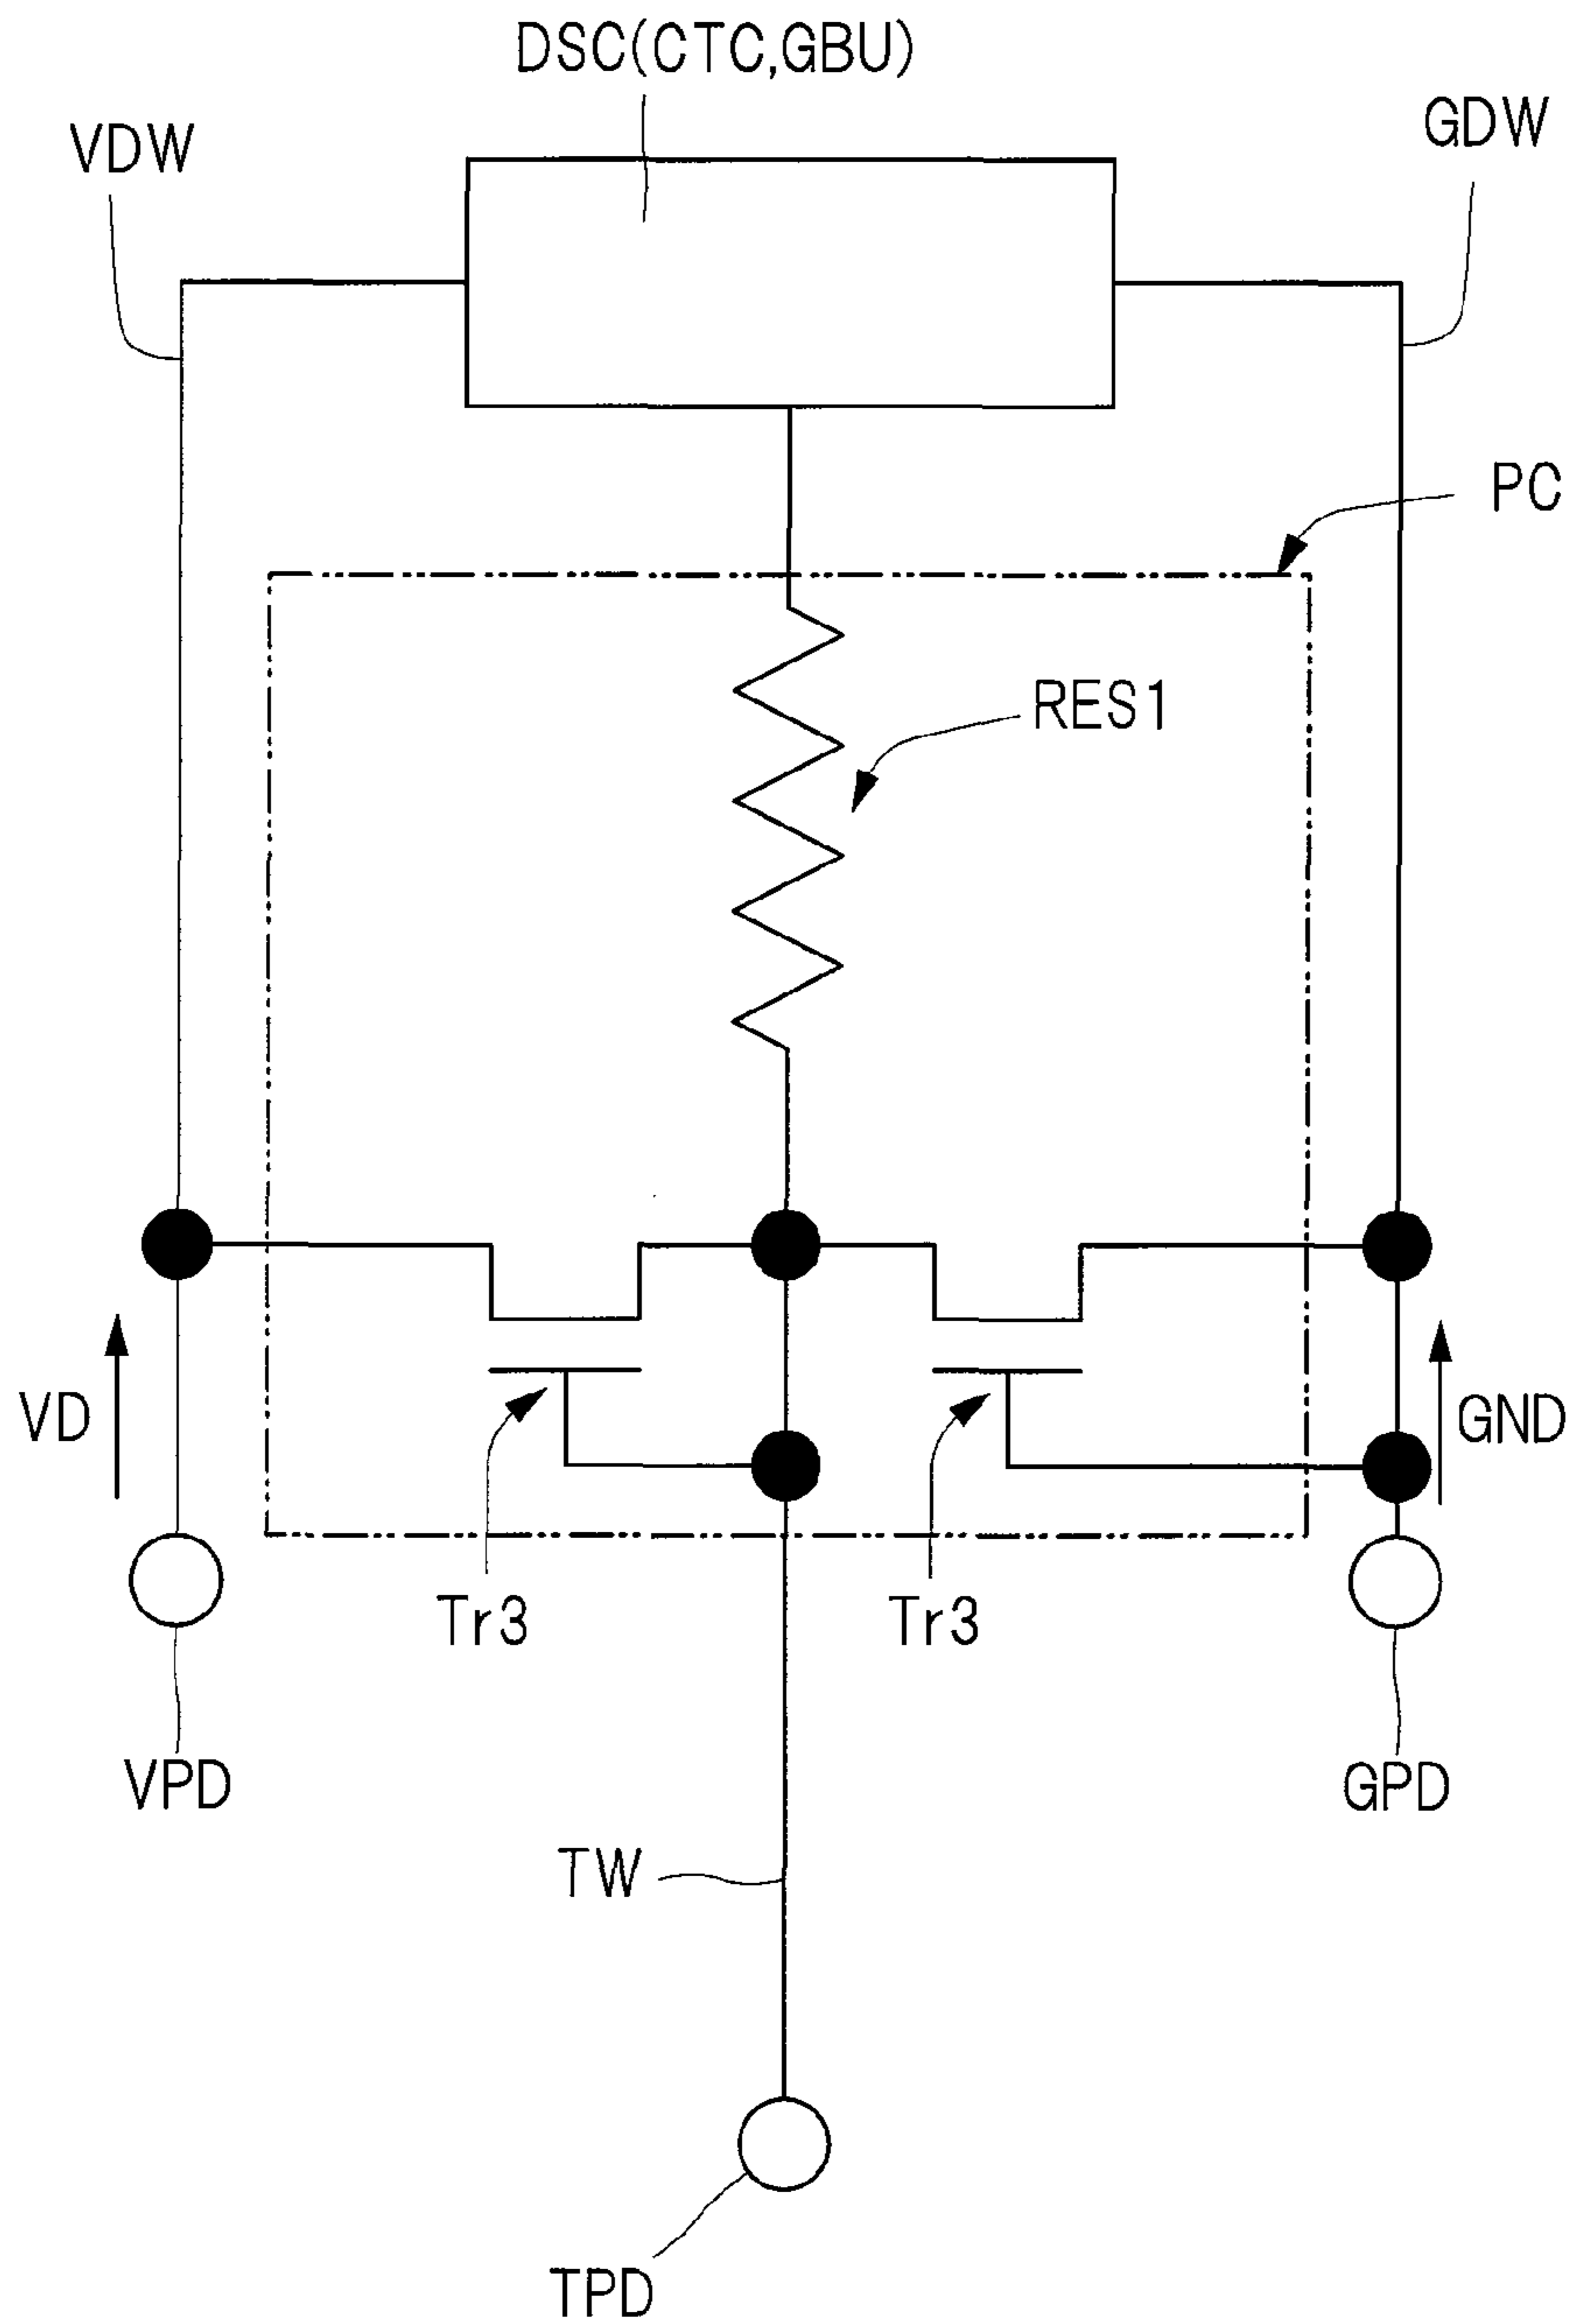 DSC(CTC,GBU)
VDW
GDW
PC
RES1
VD
GND
Tr3
Tr3
VPD
GPD
TW
TPD